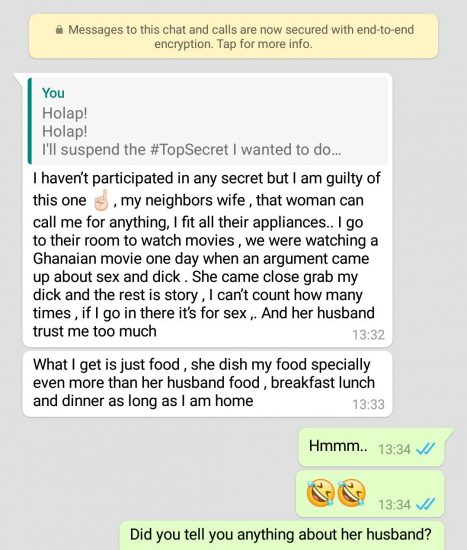 🔒 Messages to this chat and calls are now secured with end-to-end
encryption. Tap for more info.
You
Holap!
Holap!
I'll suspend the #TopSecret I wanted to do…
I haven't participated in any secret but I am guilty of
this one ☝🏻 , my neighbors wife , that woman can
call me for anything, I fit all their appliances.. I go
to their room to watch movies , we were watching a
Ghanaian movie one day when an argument came
up about sex and dick . She came close grab my
dick and the rest is story , I can't count how many
times , if I go in there it's for sex ,. And her husband
trust me too much
13:32
What I get is just food , she dish my food specially
even more than her husband food , breakfast lunch
and dinner as long as I am home
13:33
Hmmm.. 13:34
🤣🤣 13:34
Did you tell you anything about her husband?